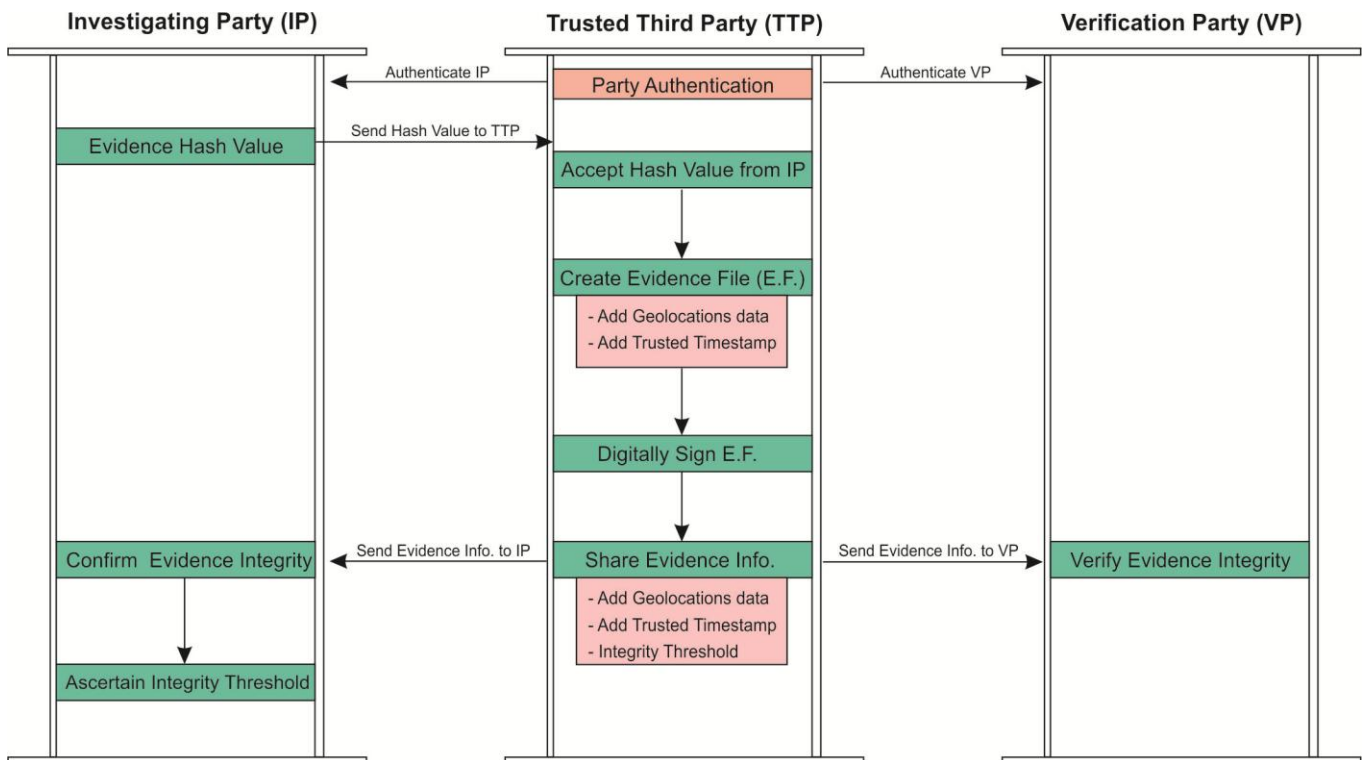 Investigating Party (IP)
Trusted Third Party (TTP)
Verification Party (VP)
Authenticate IP
Party Authentication
Authenticate VP
Evidence Hash Value
Send Hash Value to TTP
Accept Hash Value from IP
Create Evidence File (E.F.)
- Add Geolocations data
- Add Trusted Timestamp
Digitally Sign E.F.
Confirm Evidence Integrity
Send Evidence Info. to IP
Share Evidence Info.
Send Evidence Info. to VP
Verify Evidence Integrity
- Add Geolocations data
- Add Trusted Timestamp
- Integrity Threshold
Ascertain Integrity Threshold